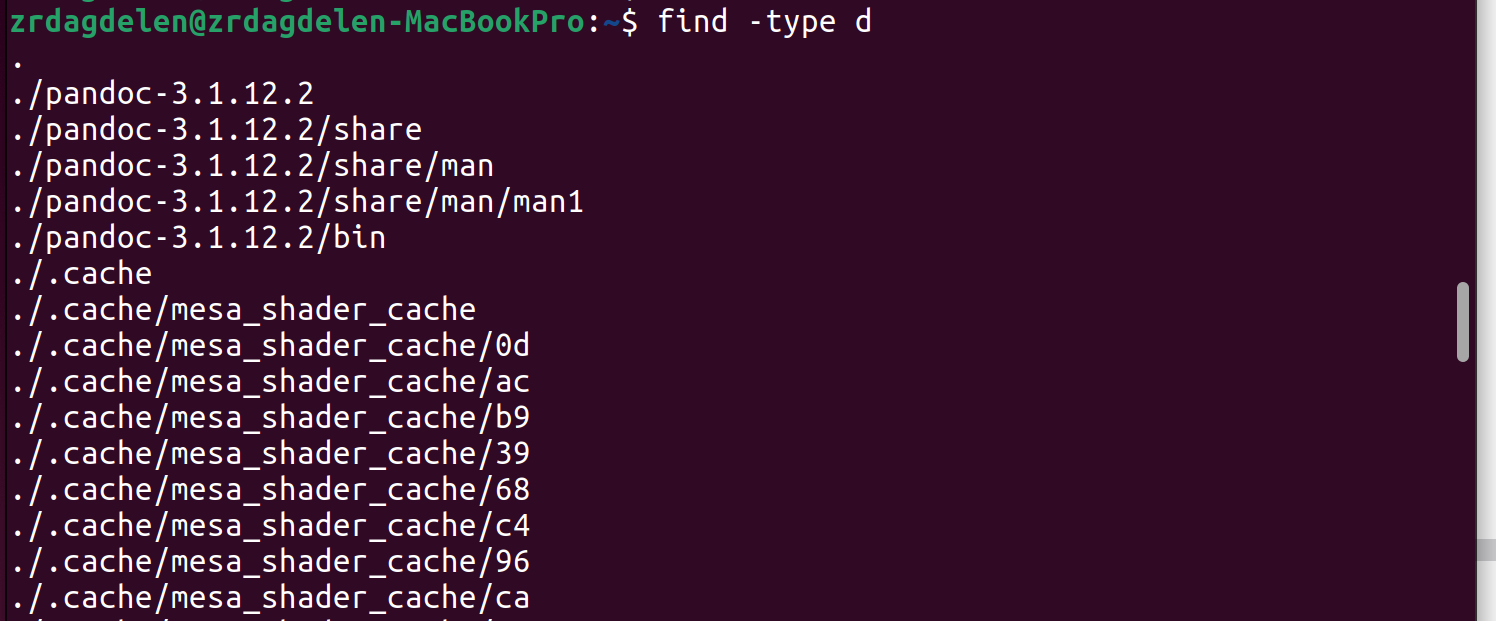 zrdagdelen@zrdagdelen-MacBookPro:~$ find -type d
.
./pandoc-3.1.12.2
./pandoc-3.1.12.2/share
./pandoc-3.1.12.2/share/man
./pandoc-3.1.12.2/share/man/man1
./pandoc-3.1.12.2/bin
./.cache
./.cache/mesa_shader_cache
./.cache/mesa_shader_cache/0d
./.cache/mesa_shader_cache/ac
./.cache/mesa_shader_cache/b9
./.cache/mesa_shader_cache/39
./.cache/mesa_shader_cache/68
./.cache/mesa_shader_cache/c4
./.cache/mesa_shader_cache/96
./.cache/mesa_shader_cache/ca